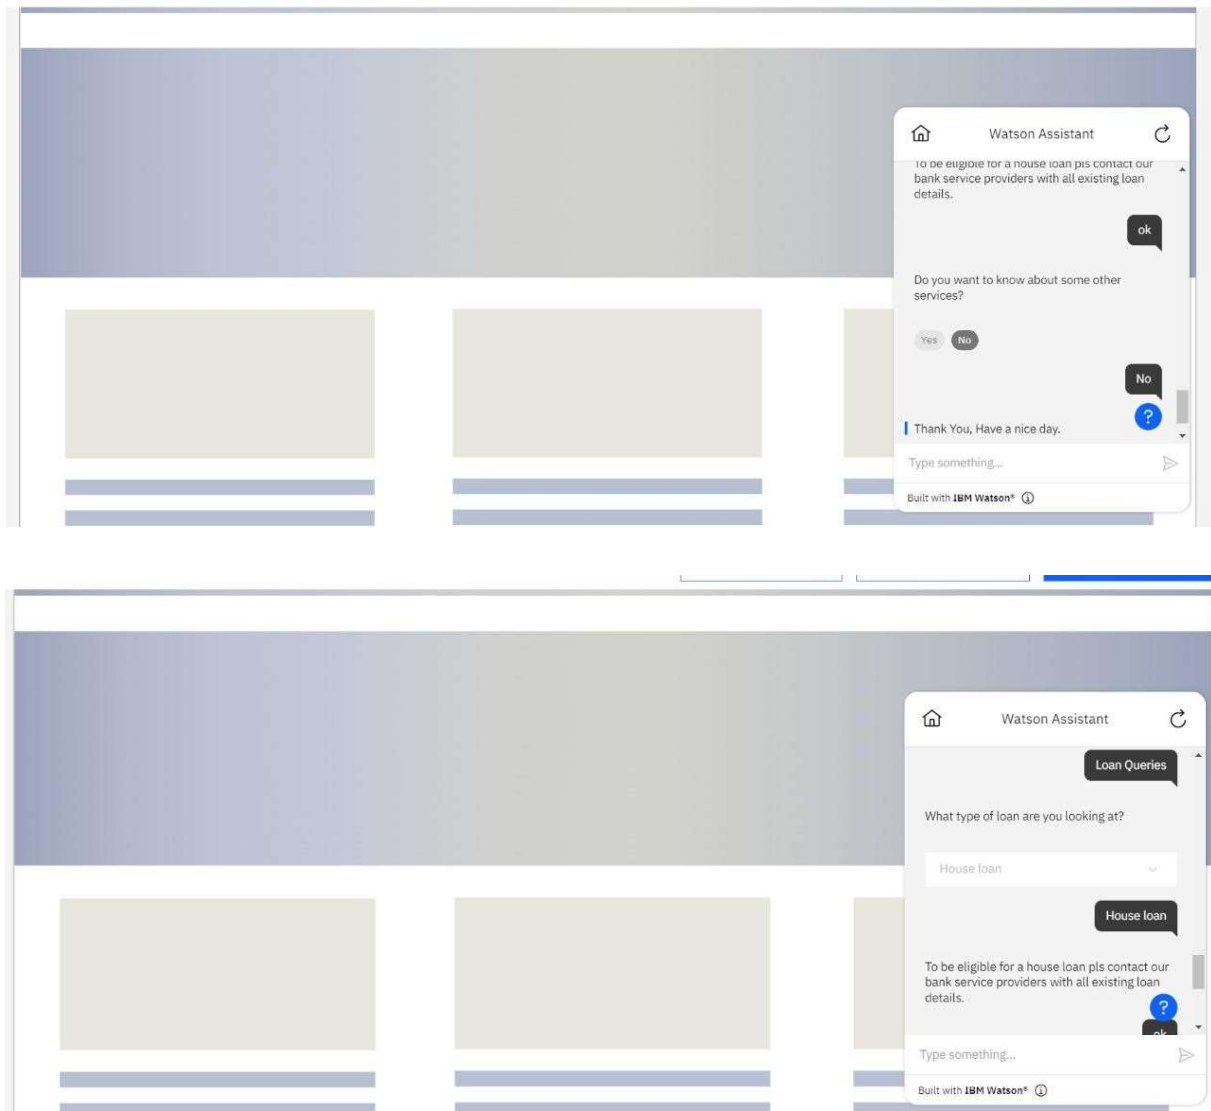 Watson Assistant
To be eligible for a house loan pls contact our
bank service providers with all existing loan
details.
ok
Do you want to know about some other
services?
Yes No
No
?
Thank You, Have a nice day.
Type something...
Built with IBM Watson®
Watson Assistant
Loan Queries
What type of loan are you looking at?
House loan
House loan
To be eligible for a house loan pls contact our
bank service providers with all existing loan
details.
?
ok
Type something...
Built with IBM Watson®